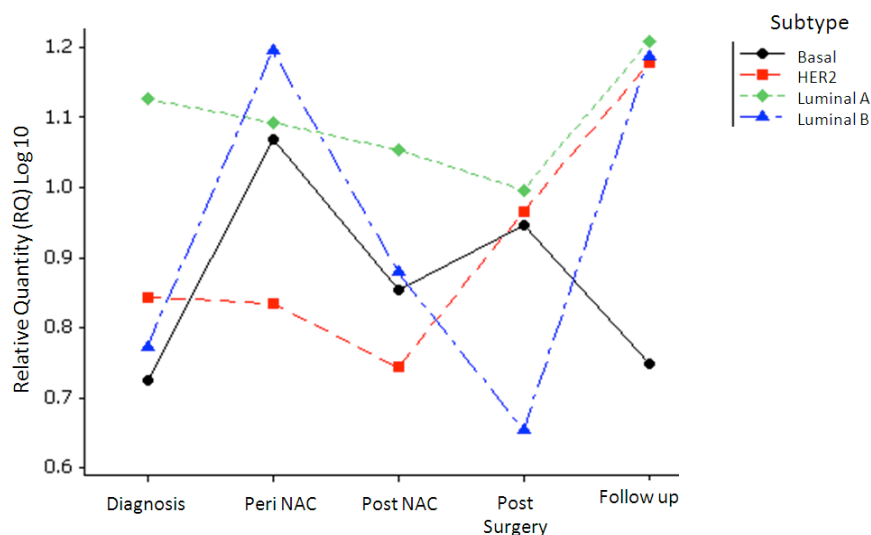 Subtype
Basal
HER2
Luminal A
Luminal B
Relative Quantity (RQ) Log10
1.2
1.1
1.0
0.9
0.8
0.7
0.6
Diagnosis
Peri NAC
Post NAC
Post
Surgery
Follow up